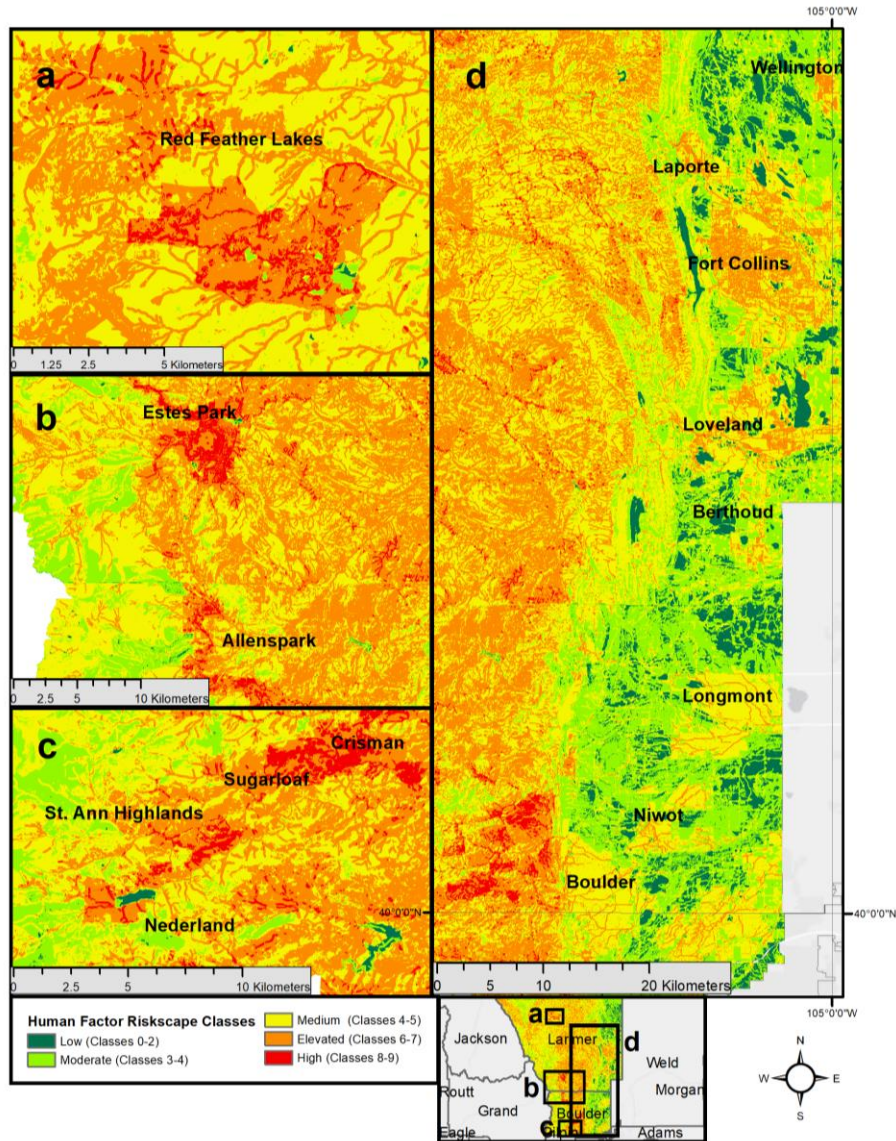 105°0'0"W
a
Red Feather Lakes
0 1.25 2.5 5 Kilometers
b
Estes Park
Allenspark
0 2.5 5 10 Kilometers
c
Crisman
Sugarloaf
St. Ann Highlands
Nederland
40°0'0"N
0 2.5 5 10 Kilometers
d
Wellington
Laporte
Fort Collins
Loveland
Berthoud
Longmont
Niwot
Boulder
40°0'0"N
0 5 10 20 Kilometers
105°0'0"W
Human Factor Riskscape Classes
Low (Classes 0-2)
Moderate (Classes 3-4)
Medium (Classes 4-5)
Elevated (Classes 6-7)
High (Classes 8-9)
a
Jackson
Larimer
d
Weld
b
Morgan
Routt
Grand
Boulder
c
Eagle
Adams
N
W E
S